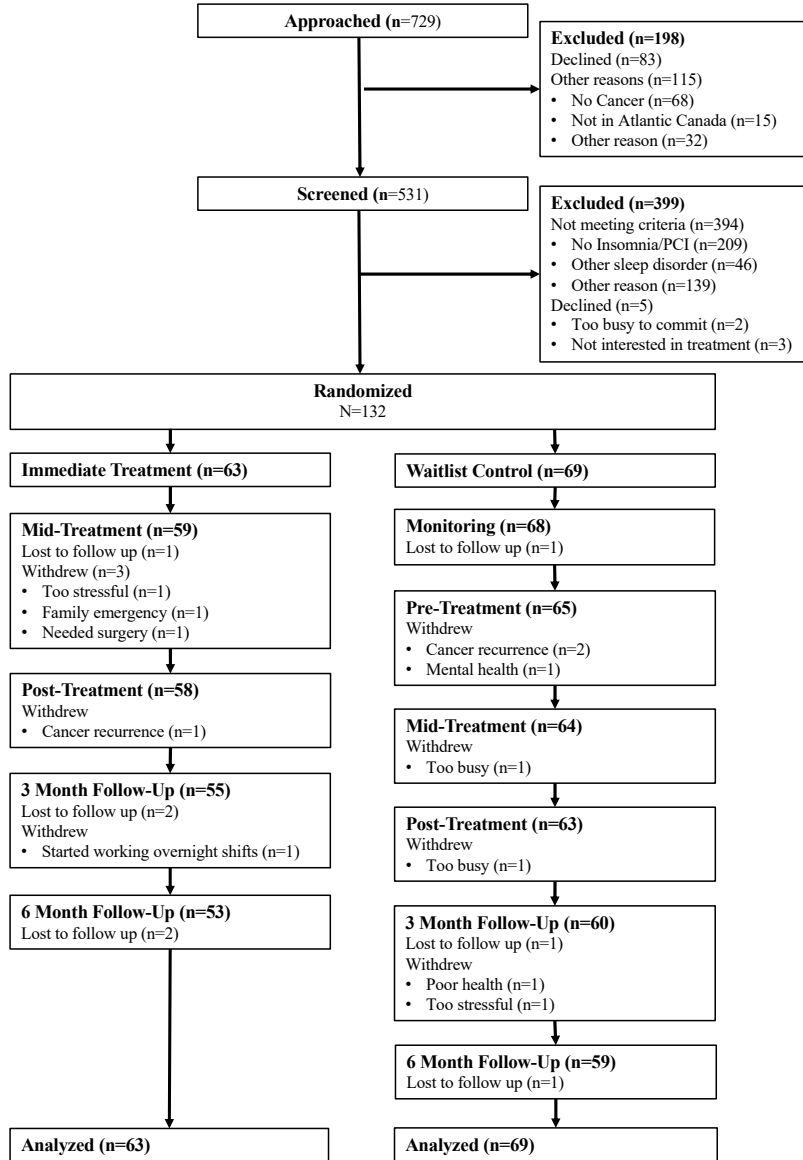 Approached (n=729)
Excluded (n=198)
Declined (n=83)
Other reasons (n=115)
• No Cancer (n=68)
• Not in Atlantic Canada (n=15)
• Other reason (n=32)
Screened (n=531)
Excluded (n=399)
Not meeting criteria (n=394)
• No Insomnia/PCI (n=209)
• Other sleep disorder (n=46)
• Other reason (n=139)
Declined (n=5)
• Too busy to commit (n=2)
• Not interested in treatment (n=3)
Randomized
N=132
Immediate Treatment (n=63)
Mid-Treatment (n=59)
Lost to follow up (n=1)
Withdrew (n=3)
• Too stressful (n=1)
• Family emergency (n=1)
• Needed surgery (n=1)
Post-Treatment (n=58)
Withdrew
• Cancer recurrence (n=1)
3 Month Follow-Up (n=55)
Lost to follow up (n=2)
Withdrew
• Started working overnight shifts (n=1)
6 Month Follow-Up (n=53)
Lost to follow up (n=2)
Analyzed (n=63)
Waitlist Control (n=69)
Monitoring (n=68)
Lost to follow up (n=1)
Pre-Treatment (n=65)
Withdrew
• Cancer recurrence (n=2)
• Mental health (n=1)
Mid-Treatment (n=64)
Withdrew
• Too busy (n=1)
Post-Treatment (n=63)
Withdrew
• Too busy (n=1)
3 Month Follow-Up (n=60)
Lost to follow up (n=1)
Withdrew
• Poor health (n=1)
• Too stressful (n=1)
6 Month Follow-Up (n=59)
Lost to follow up (n=1)
Analyzed (n=69)